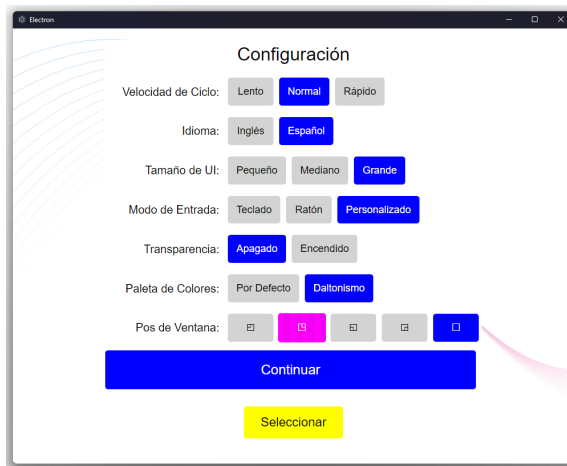 Electron
Configuración
Velocidad de Ciclo: Lento Normal Rápido
Idioma: Inglés Español
Tamaño de UI: Pequeño Mediano Grande
Modo de Entrada: Teclado Ratón Personalizado
Transparencia: Apagado Encendido
Paleta de Colores: Por Defecto Daltonismo
Pos de Ventana: ◰ ◳ ◱ ◲ □
Continuar
Seleccionar